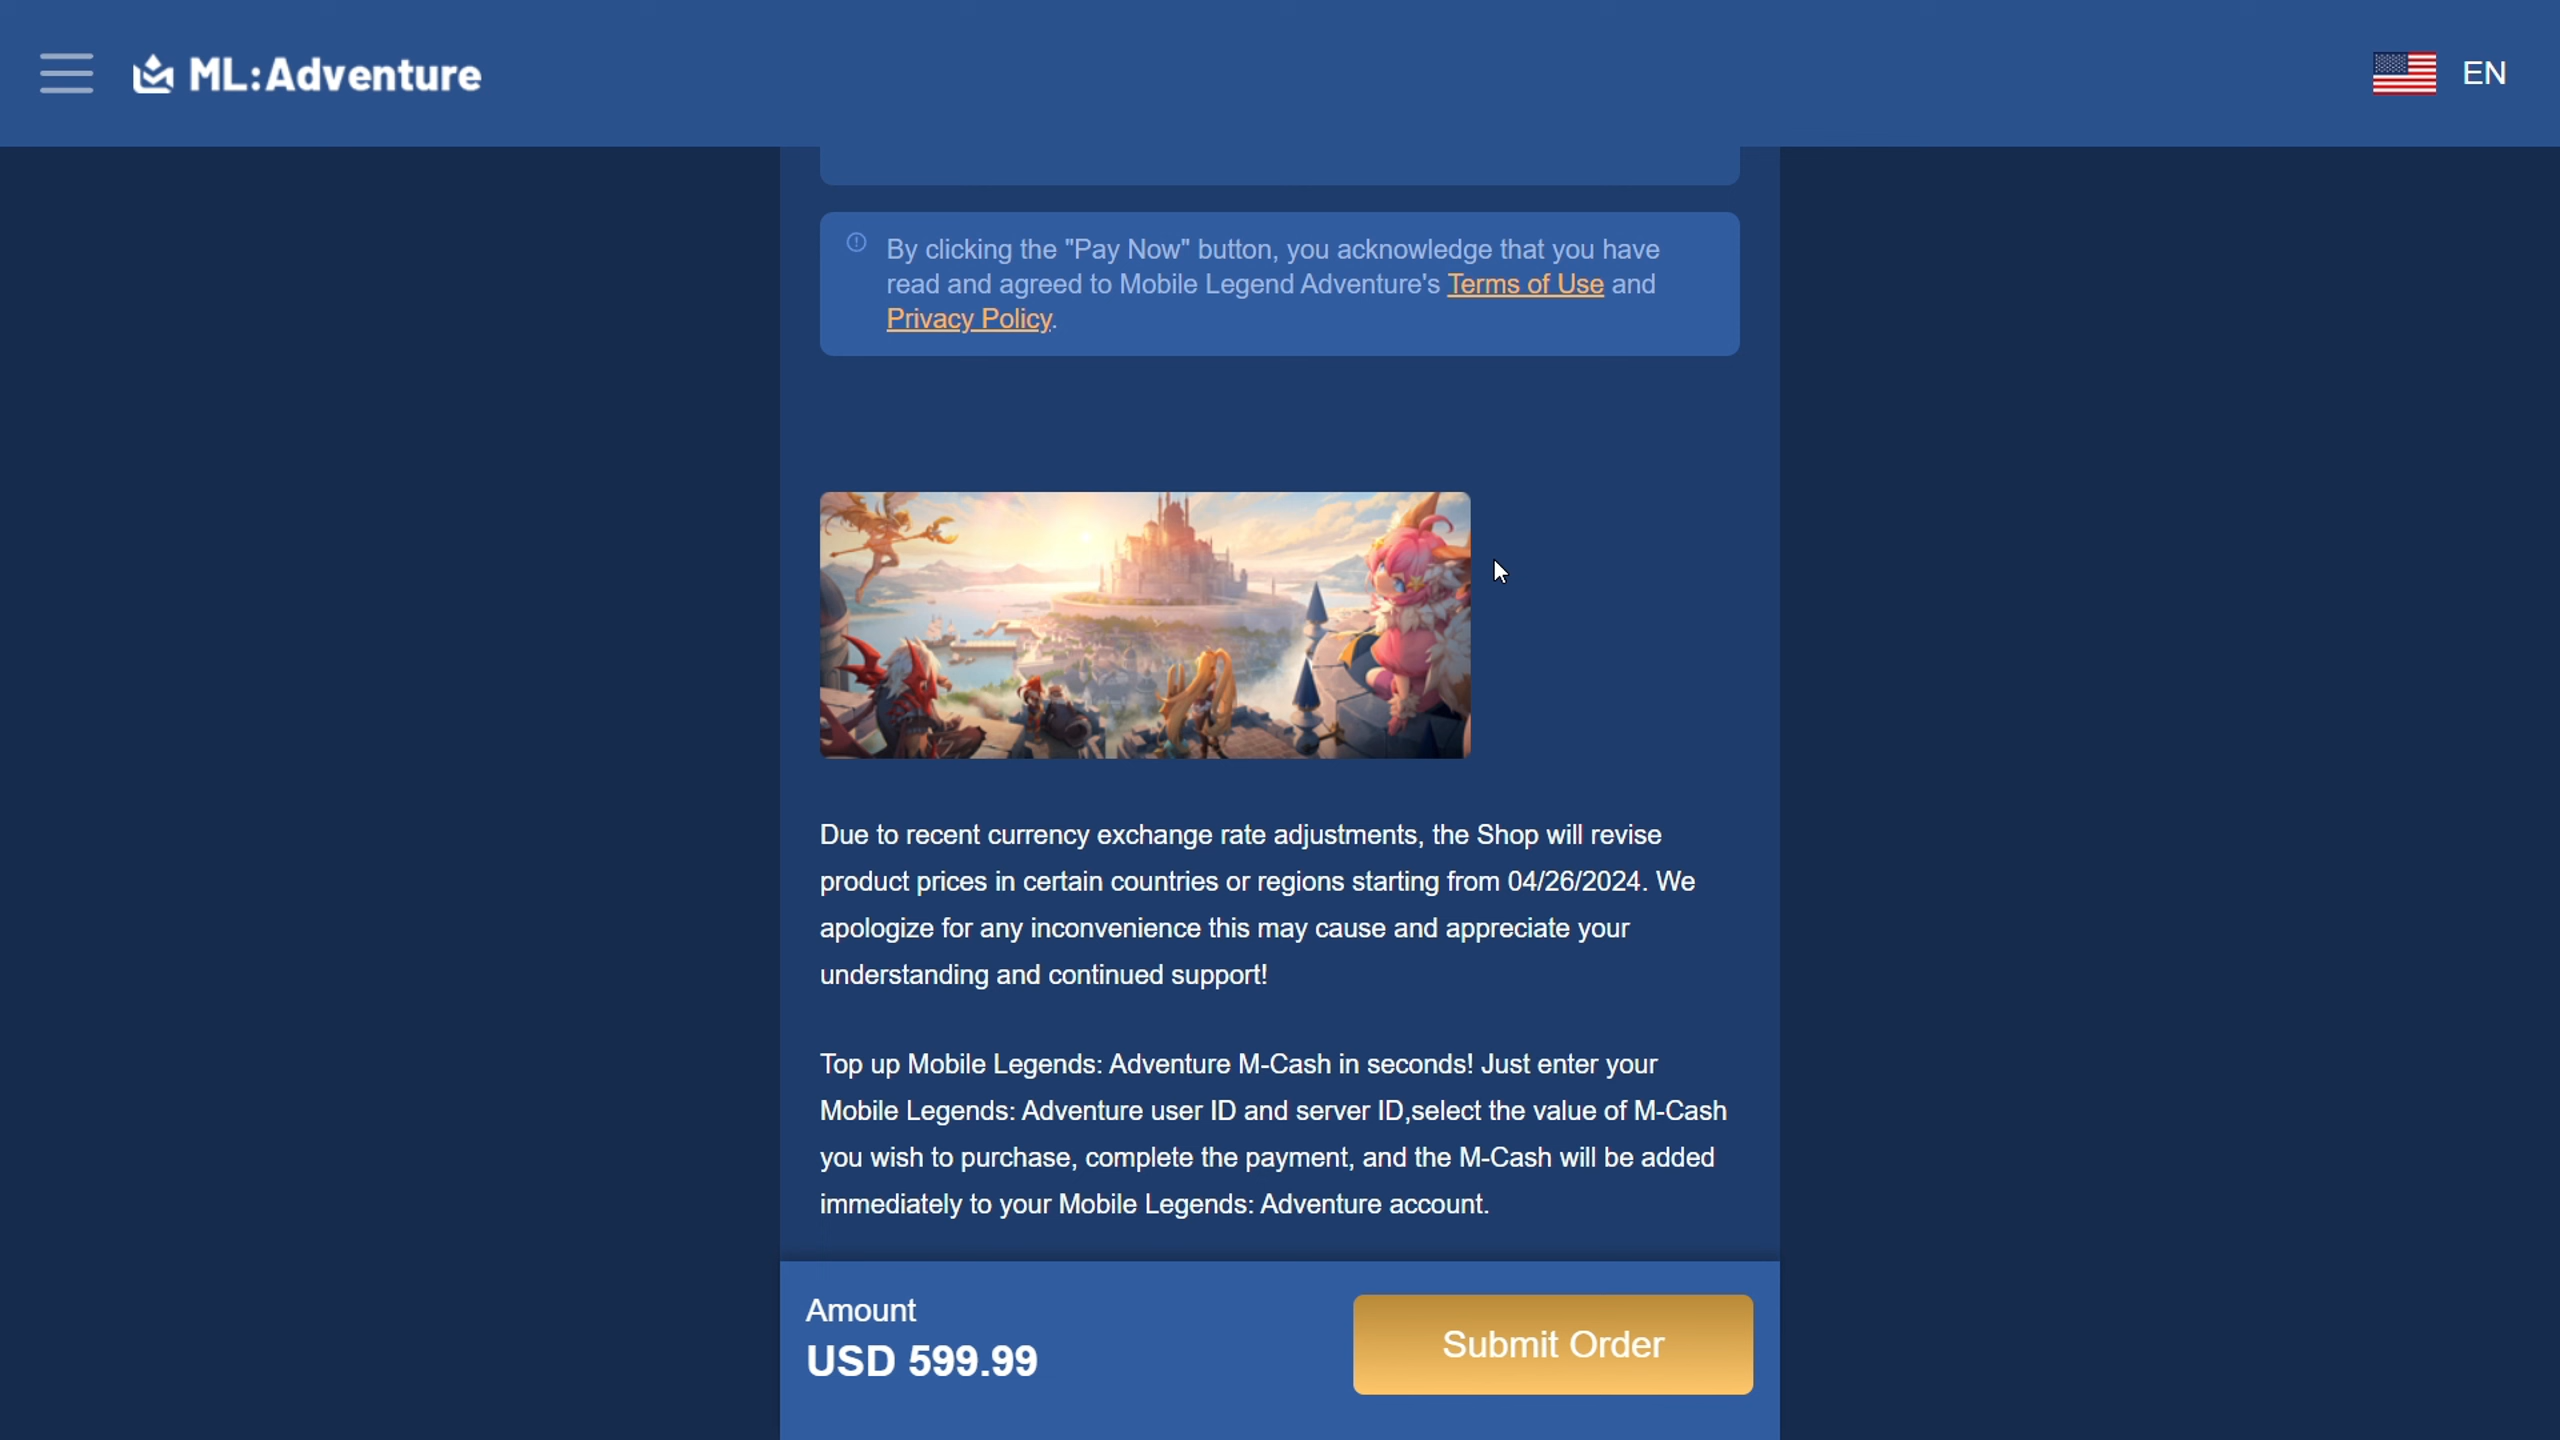 ML:Adventure
EN
By clicking the "Pay Now" button, you acknowledge that you have
read and agreed to Mobile Legend Adventure's Terms of Use and
Privacy Policy.
Due to recent currency exchange rate adjustments, the Shop will revise
product prices in certain countries or regions starting from 04/26/2024. We
apologize for any inconvenience this may cause and appreciate your
understanding and continued support!
Top up Mobile Legends: Adventure M-Cash in seconds! Just enter your
Mobile Legends: Adventure user ID and server ID,select the value of M-Cash
you wish to purchase, complete the payment, and the M-Cash will be added
immediately to your Mobile Legends: Adventure account.
Amount
USD 599.99
Submit Order